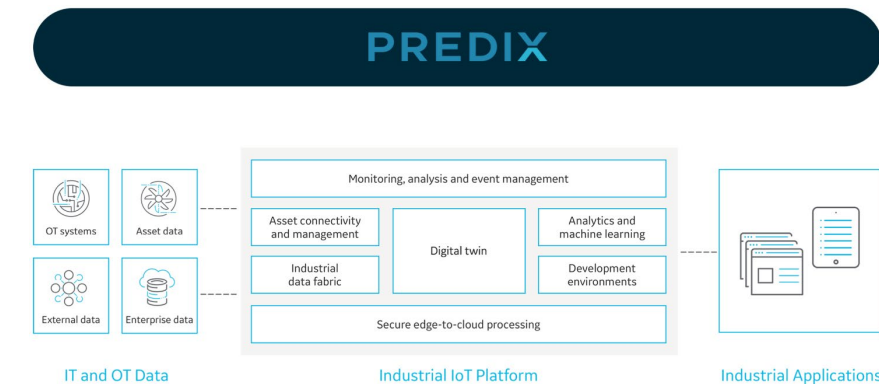 PREDIX
Monitoring, analysis and event management
OT systems
Asset data
Asset connectivity
and management
Digital twin
Analytics and
machine learning
Industrial
data fabric
Development
environments
External data
Enterprise data
Secure edge-to-cloud processing
IT and OT Data
Industrial IoT Platform
Industrial Applications